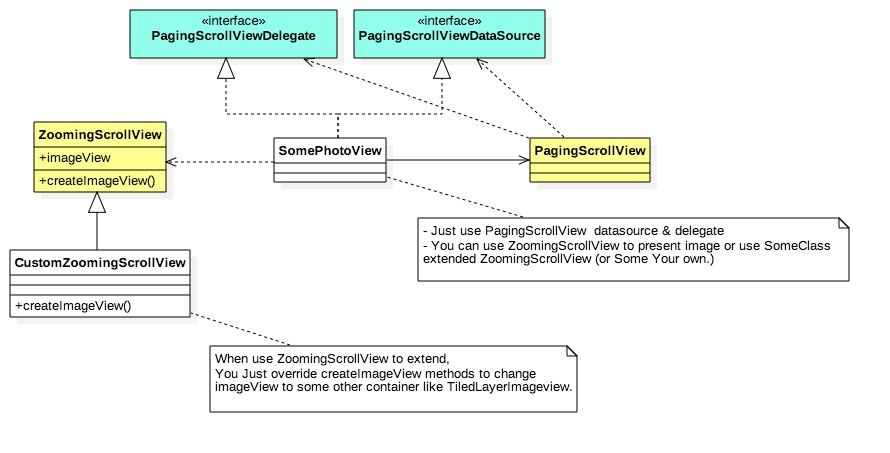 «interface»
PagingScrollViewDelegate
«interface»
PagingScrollViewDataSource
ZoomingScrollView
+imageView
+createImageView()
SomePhotoView
PagingScrollView
- Just use PagingScrollView  datasource & delegate
- You can use ZoomingScrollView to present image or use SomeClass
extended ZoomingScrollView (or Some Your own.)
CustomZoomingScrollView
+createImageView()
When use ZoomingScrollView to extend,
You Just override createImageView methods to change
imageView to some other container like TiledLayerImageview.